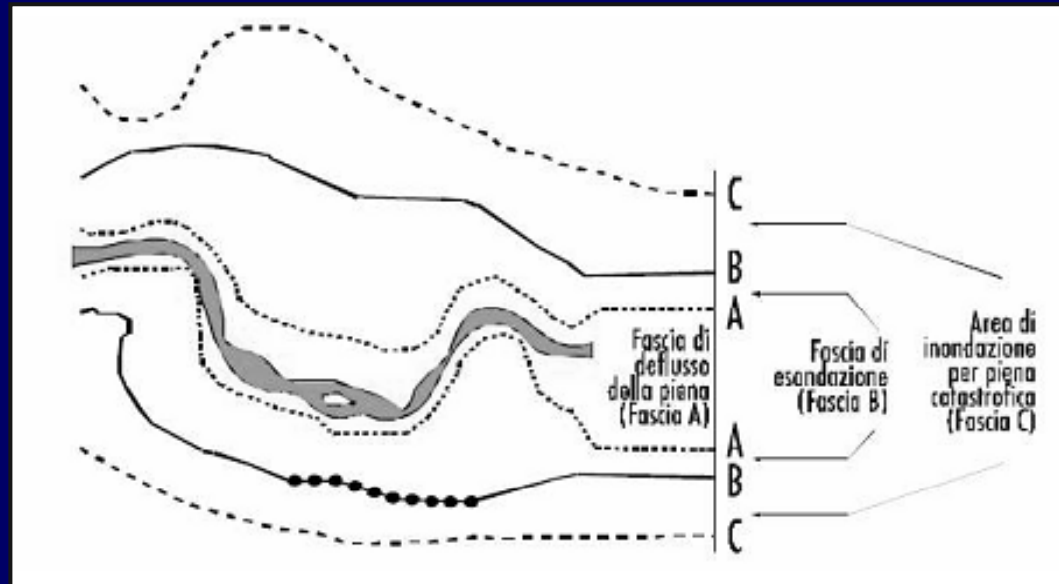 C
B
A
Fascia di
deflusso
della piena
(Fascia A)
Fascia di
esondazione
(Fascia B)
Area di
inondazione
per piena
catastrofica
(Fascia C)
A
B
C